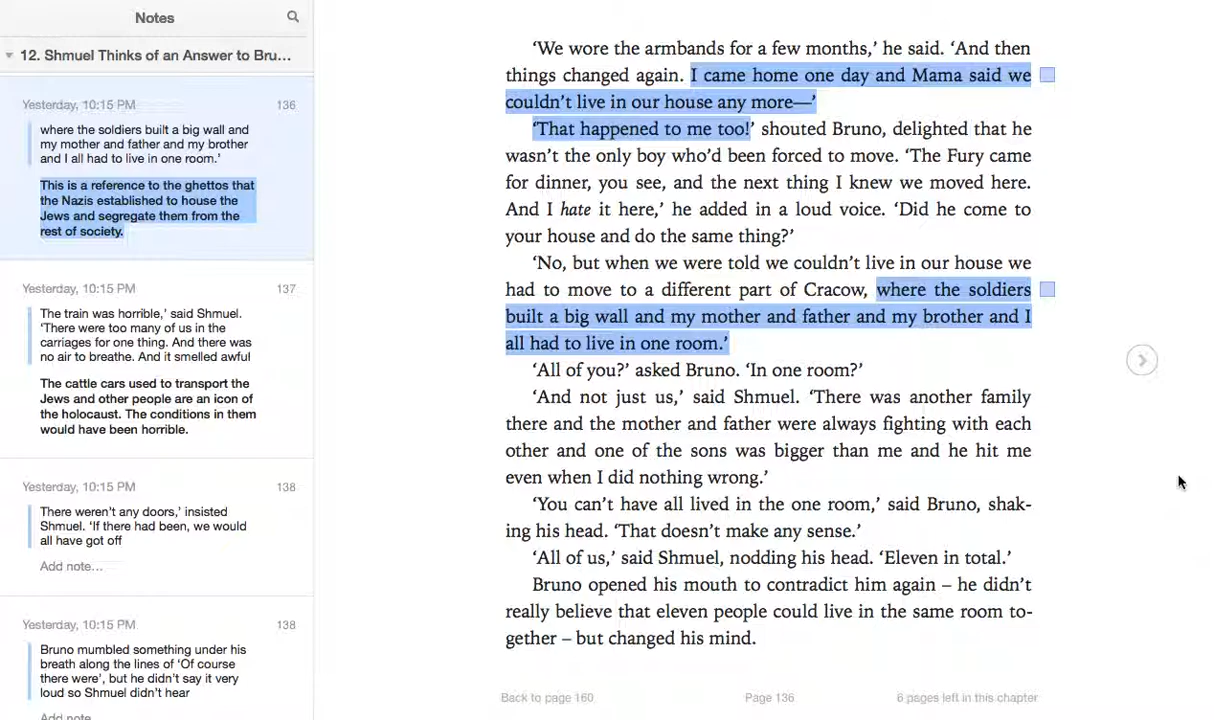 Notes
12. Shmuel Thinks of an Answer to Bru...
Yesterday, 10:15 PM 136
where the soldiers built a big wall and
my mother and father and my brother
and I all had to live in one room.’
This is a reference to the ghettos that
the Nazis established to house the
Jews and segregate them from the
rest of society.
Yesterday, 10:15 PM 137
The train was horrible,’ said Shmuel.
‘There were too many of us in the
carriages for one thing. And there was
no air to breathe. And it smelled awful
The cattle cars used to transport the
Jews and other people are an icon of
the holocaust. The conditions in them
would have been horrible.
Yesterday, 10:15 PM 138
There weren’t any doors,’ insisted
Shmuel. ‘If there had been, we would
all have got off
Add note...
Yesterday, 10:15 PM 138
Bruno mumbled something under his
breath along the lines of ‘Of course
there were’, but he didn’t say it very
loud so Shmuel didn’t hear
Add note
‘We wore the armbands for a few months,’ he said. ‘And then
things changed again. I came home one day and Mama said we
couldn’t live in our house any more—’
‘That happened to me too!’ shouted Bruno, delighted that he
wasn’t the only boy who’d been forced to move. ‘The Fury came
for dinner, you see, and the next thing I knew we moved here.
And I hate it here,’ he added in a loud voice. ‘Did he come to
your house and do the same thing?’
‘No, but when we were told we couldn’t live in our house we
had to move to a different part of Cracow, where the soldiers
built a big wall and my mother and father and my brother and I
all had to live in one room.’
‘All of you?’ asked Bruno. ‘In one room?’
‘And not just us,’ said Shmuel. ‘There was another family
there and the mother and father were always fighting with each
other and one of the sons was bigger than me and he hit me
even when I did nothing wrong.’
‘You can’t have all lived in the one room,’ said Bruno, shak-
ing his head. ‘That doesn’t make any sense.’
‘All of us,’ said Shmuel, nodding his head. ‘Eleven in total.’
Bruno opened his mouth to contradict him again – he didn’t
really believe that eleven people could live in the same room to-
gether – but changed his mind.
Back to page 160 Page 136 6 pages left in this chapter